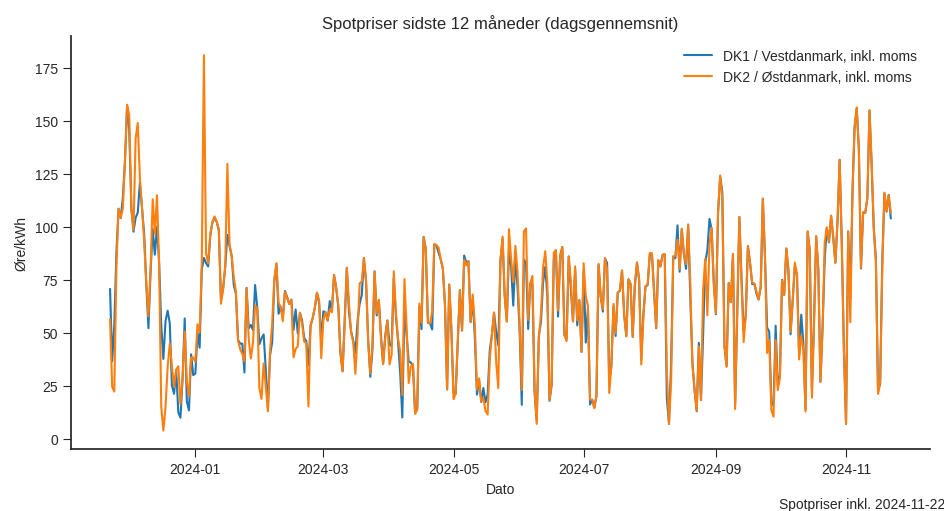 Spotpriser sidste 12 måneder (dagsgennemsnit)
DK1 / Vestdanmark, inkl. moms
DK2 / Østdanmark, inkl. moms
Øre/kWh
175
150
125
100
75
50
25
0
2024-01
2024-03
2024-05
2024-07
2024-09
2024-11
Dato
Spotpriser inkl. 2024-11-22